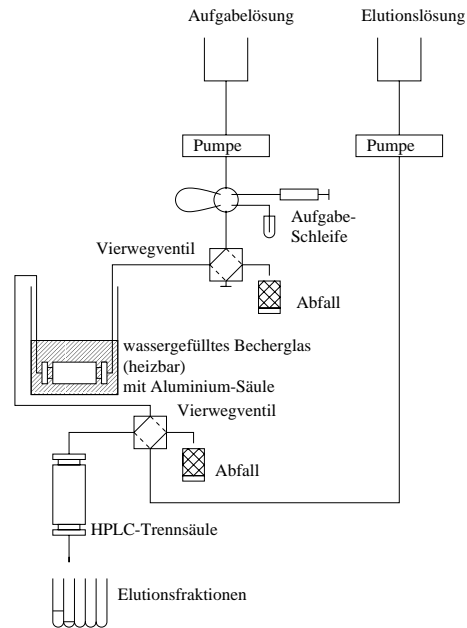 Aufgabelösung
Elutionslösung
Pumpe
Pumpe
Aufgabe-
Schleife
Vierwegventil
Abfall
wassergefülltes Becherglas
(heizbar)
mit Aluminium-Säule
Vierwegventil
Abfall
HPLC-Trennsäule
Elutionsfraktionen